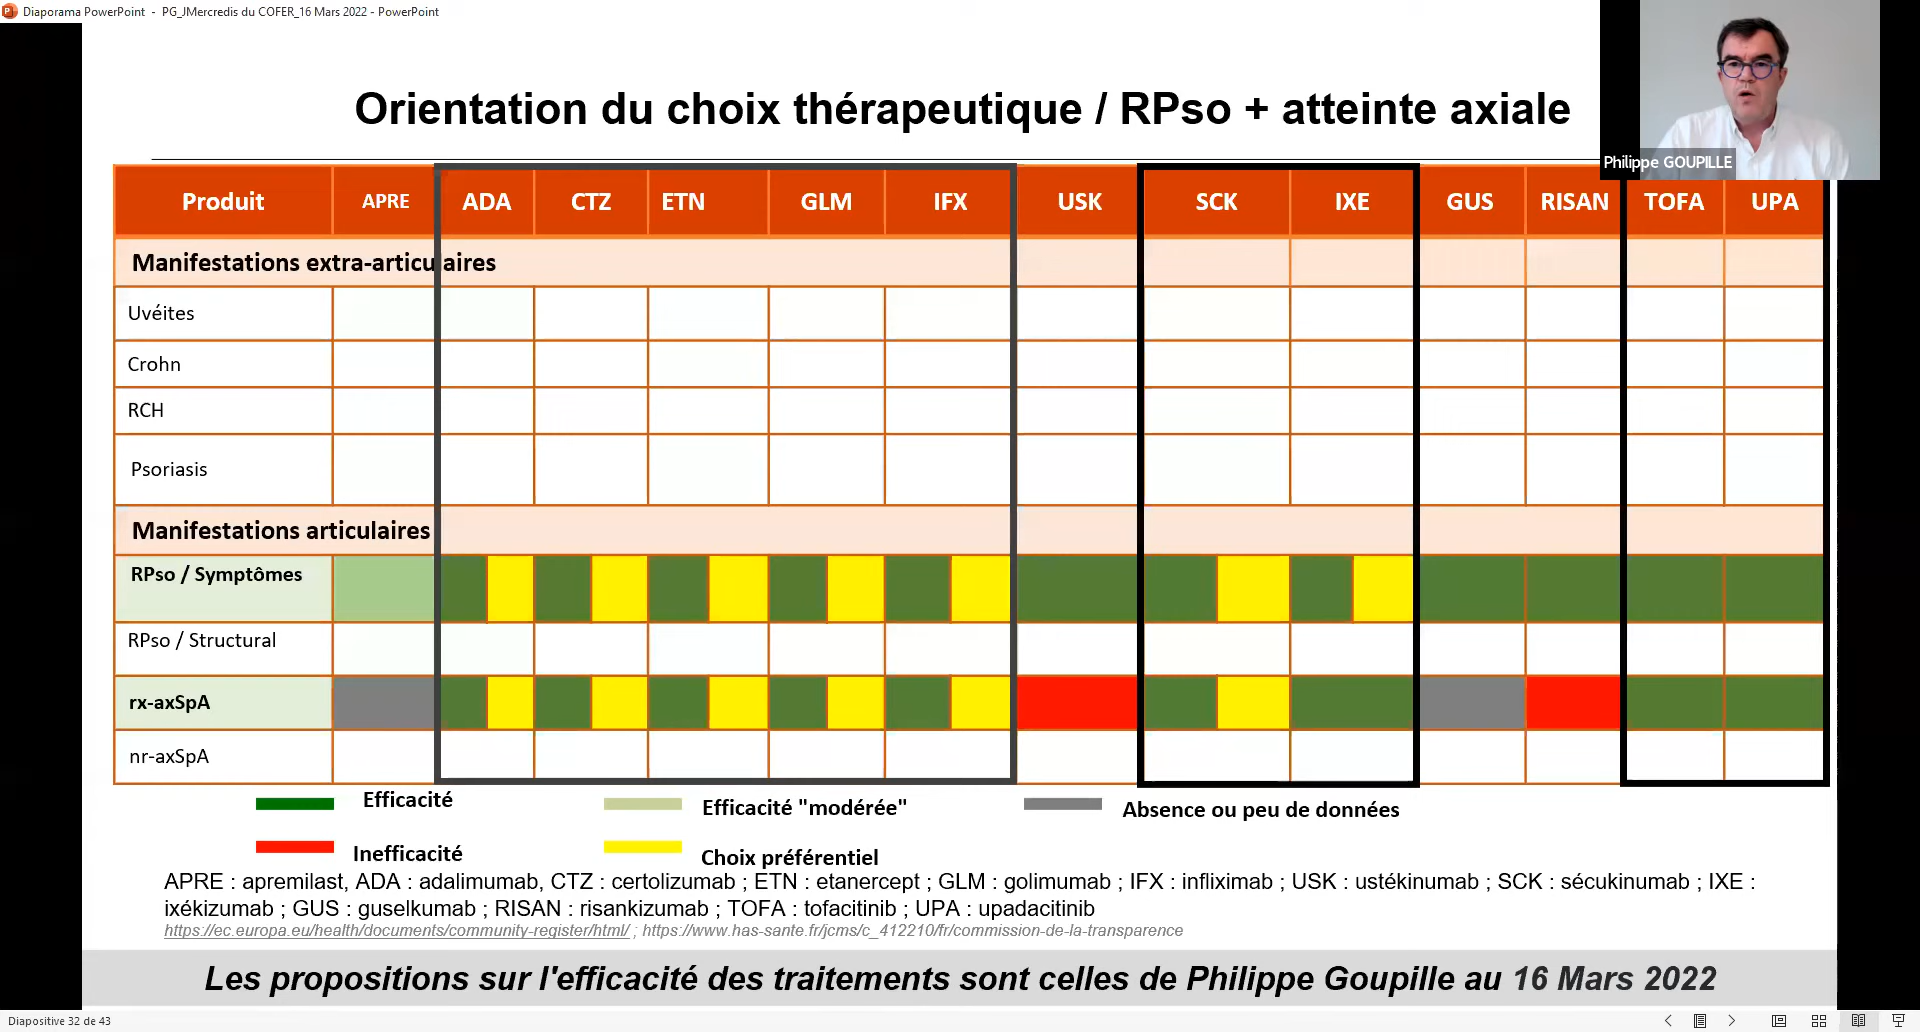 Diaporama PowerPoint - PG_JMercredis du COFER_16 Mars 2022 - PowerPoint
Orientation du choix thérapeutique / RPso + atteinte axiale
Philippe GOUPILLE
Produit APRE ADA CTZ ETN GLM IFX USK SCK IXE GUS RISAN TOFA UPA
Manifestations extra-articulaires
Uvéites
Crohn
RCH
Psoriasis
Manifestations articulaires
RPso / Symptômes
RPso / Structural
rx-axSpA
nr-axSpA
Efficacité Efficacité "modérée" Absence ou peu de données
Inefficacité Choix préférentiel
APRE : apremilast, ADA : adalimumab, CTZ : certolizumab ; ETN : etanercept ; GLM : golimumab ; IFX : infliximab ; USK : ustékinumab ; SCK : sécukinumab ; IXE :
ixékizumab ; GUS : guselkumab ; RISAN : risankizumab ; TOFA : tofacitinib ; UPA : upadacitinib
https://ec.europa.eu/health/documents/community-register/html/ ; https://www.has-sante.fr/jcms/c_412210/fr/commission-de-la-transparence
Les propositions sur l'efficacité des traitements sont celles de Philippe Goupille au 16 Mars 2022
Diapositive 32 de 43